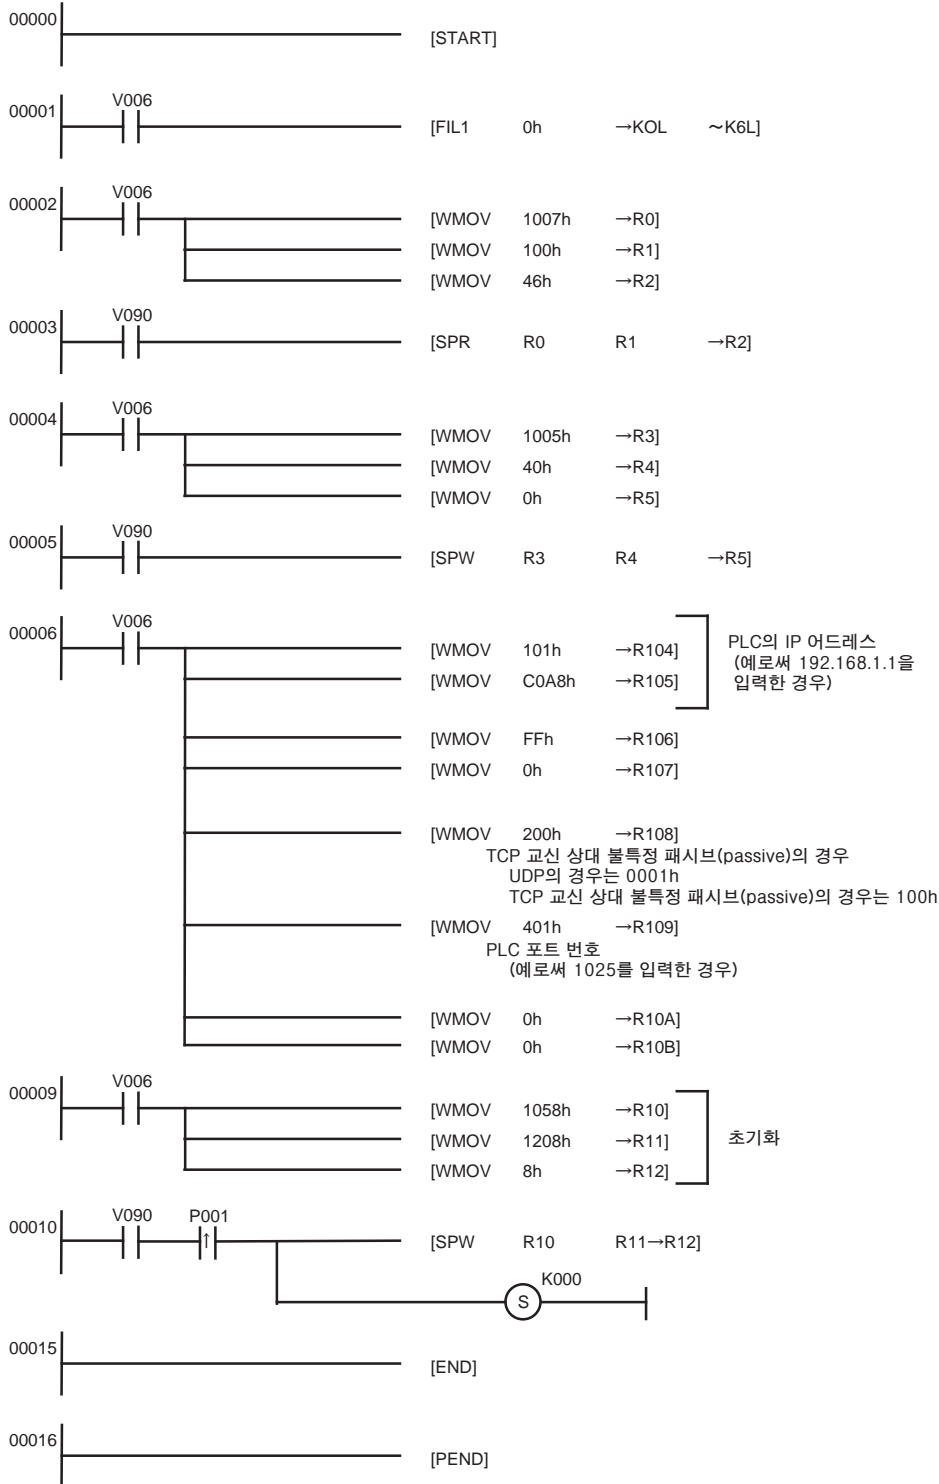 00000
[START]
V006
00001
[FIL1 0h →KOL ～K6L]
V006
00002
[WMOV 1007h →R0]
[WMOV 100h →R1]
[WMOV 46h →R2]
V090
00003
[SPR R0 R1 →R2]
V006
00004
[WMOV 1005h →R3]
[WMOV 40h →R4]
[WMOV 0h →R5]
V090
00005
[SPW R3 R4 →R5]
V006
00006
[WMOV 101h →R104]
[WMOV C0A8h →R105]
PLC의 IP 어드레스
(예로써 192.168.1.1을
입력한 경우)
[WMOV FFh →R106]
[WMOV 0h →R107]
[WMOV 200h →R108]
TCP 교신 상대 불특정 패시브(passive)의 경우
UDP의 경우는 0001h
TCP 교신 상대 불특정 패시브(passive)의 경우는 100h
[WMOV 401h →R109]
PLC 포트 번호
(예로써 1025를 입력한 경우)
[WMOV 0h →R10A]
[WMOV 0h →R10B]
V006
00009
[WMOV 1058h →R10]
[WMOV 1208h →R11]
[WMOV 8h →R12]
초기화
V090 P001
00010
↑
[SPW R10 R11→R12]
K000
S
00015
[END]
00016
[PEND]